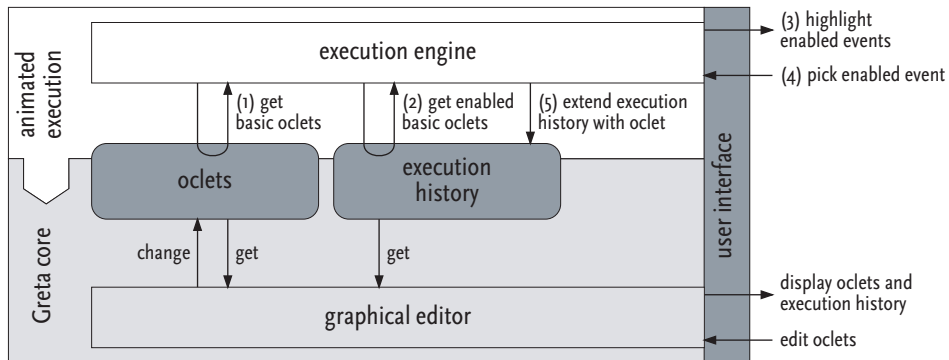 execution engine
(3) highlight
enabled events
(4) pick enabled event
animated
execution
(1) get
basic oclets
(2) get enabled
basic oclets
(5) extend execution
history with oclet
oclets
execution
history
user interface
Greta core
change
get
get
graphical editor
display oclets and
execution history
edit oclets